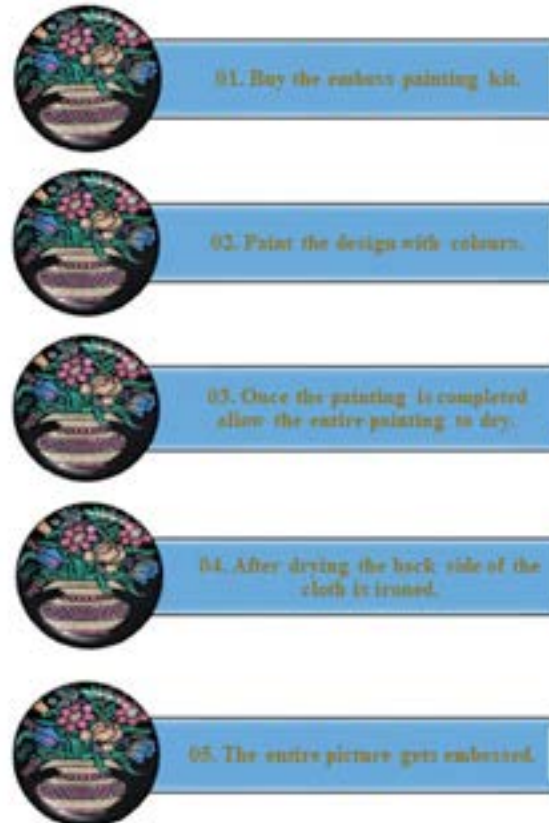 01. Buy the emboss painting kit.
02. Paint the design with colours.
03. Once the painting is completed
allow the entire painting to dry.
04. After drying the back side of the
cloth is ironed.
05. The entire picture gets embossed.